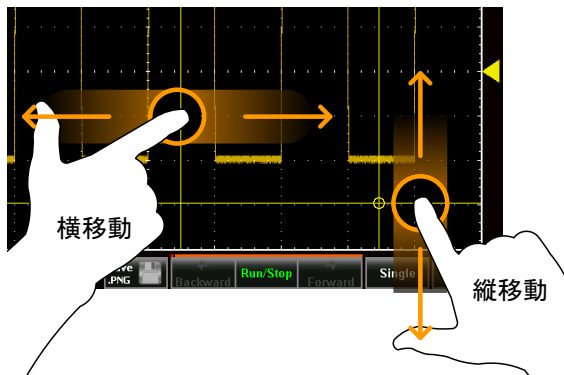 横移動
縦移動
.PNG
Backward
Run/Stop
Forward
Single